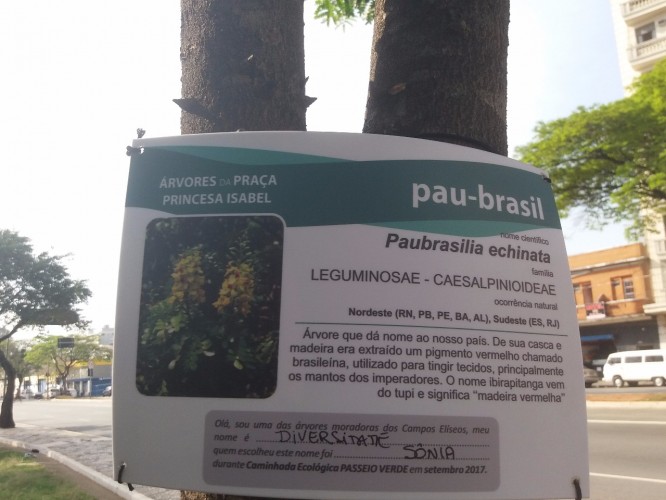 ÁRVORES DA PRAÇA
PRINCESA ISABEL
pau-brasil
nome científico
Paubrasilia echinata
família
LEGUMINOSAE - CAESALPINIOIDEAE
ocorrência natural
Nordeste (RN, PB, PE, BA, AL), Sudeste (ES, RJ)
Árvore que dá nome ao nosso país. De sua casca e
madeira era extraído um pigmento vermelho chamado
brasileína, utilizado para tingir tecidos, principalmente
os mantos dos imperadores. O nome ibirapitanga vem
do tupi e significa "madeira vermelha"
Olá, sou uma das árvores moradoras dos Campos Elíseos, meu
nome é DIVERSIDADE
quem escolheu este nome foi SÔNIA
durante Caminhada Ecológica PASSEIO VERDE em setembro 2017.